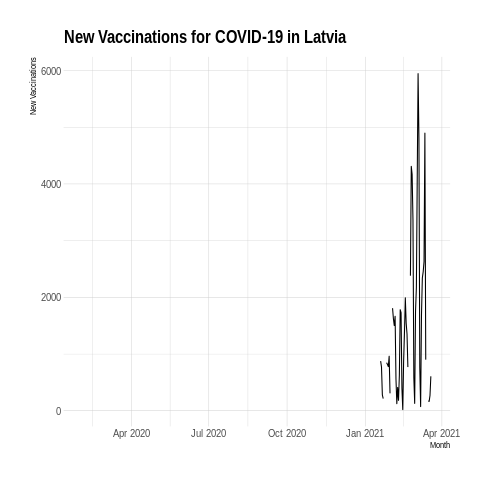 New Vaccinations for COVID-19 in Latvia
New Vaccinations
6000
4000
2000
0
Apr 2020 Jul 2020 Oct 2020 Jan 2021 Apr 2021
Month